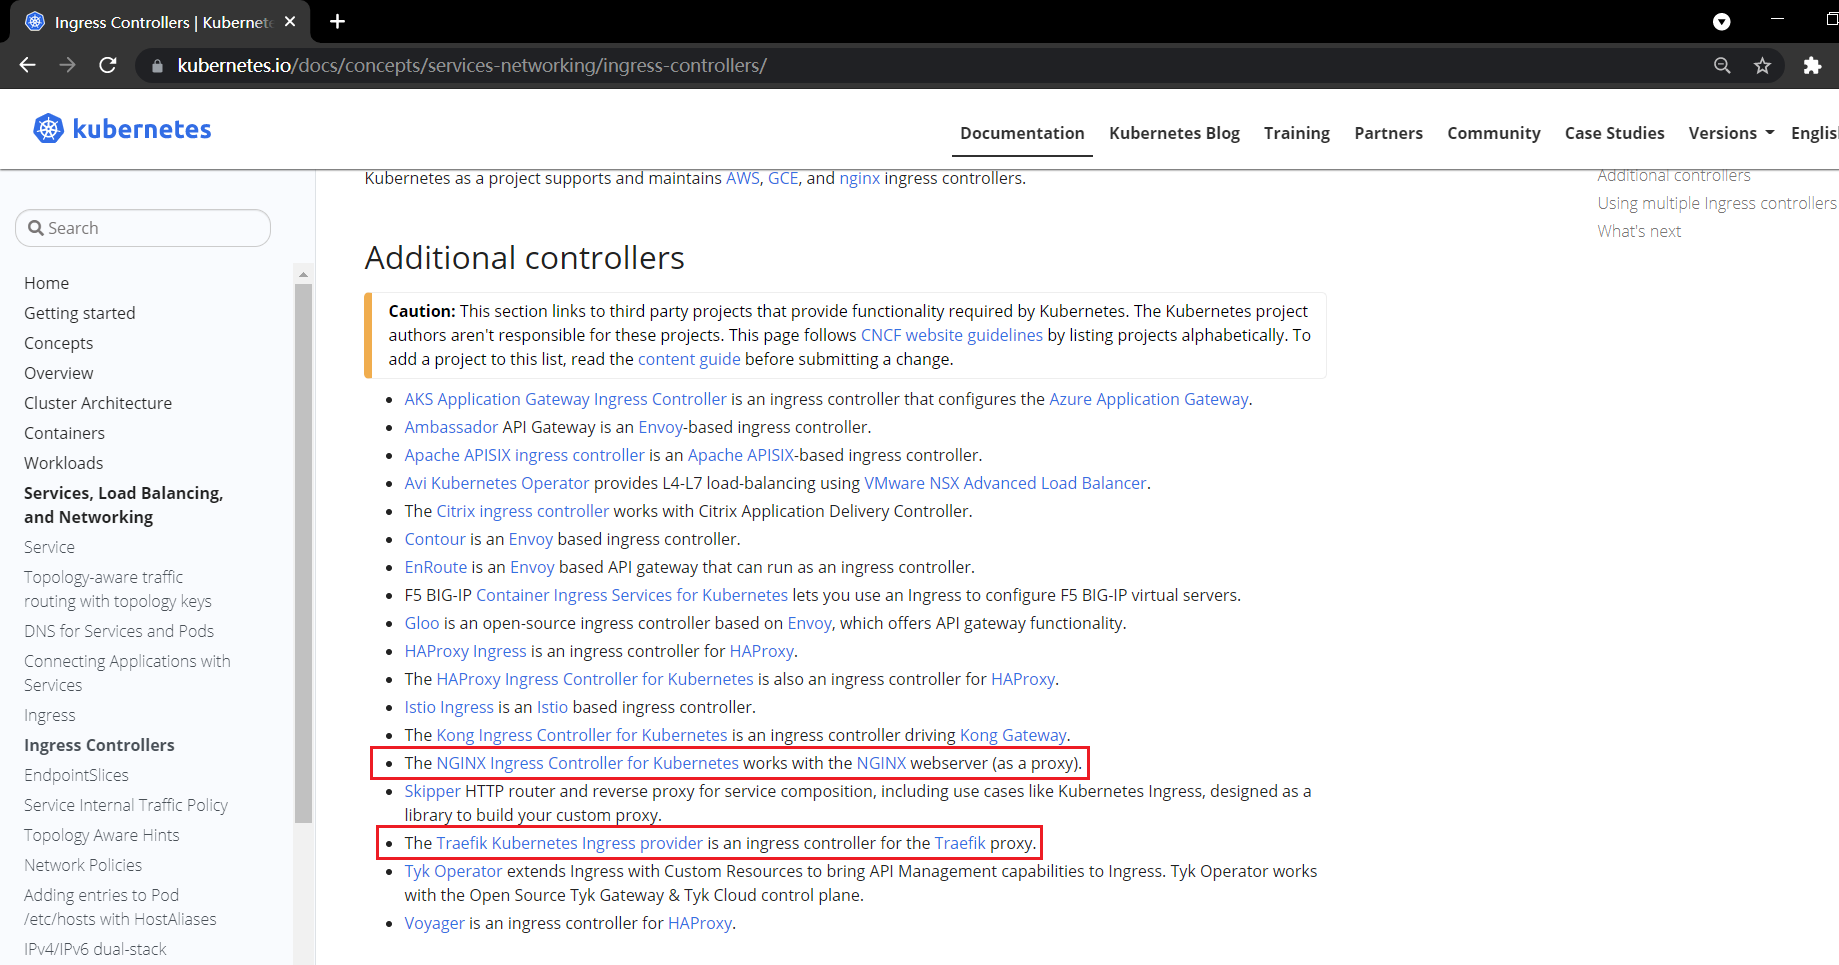 Ingress Controllers | Kubernete
kubernetes.io/docs/concepts/services-networking/ingress-controllers/
kubernetes
Documentation
Kubernetes Blog
Training
Partners
Community
Case Studies
Versions
English
Search
Home
Getting started
Concepts
Overview
Cluster Architecture
Containers
Workloads
Services, Load Balancing,
and Networking
Service
Topology-aware traffic
routing with topology keys
DNS for Services and Pods
Connecting Applications with
Services
Ingress
Ingress Controllers
EndpointSlices
Service Internal Traffic Policy
Topology Aware Hints
Network Policies
Adding entries to Pod
/etc/hosts with HostAliases
IPv4/IPv6 dual-stack
Kubernetes as a project supports and maintains AWS, GCE, and nginx ingress controllers.
Additional controllers
Caution: This section links to third party projects that provide functionality required by Kubernetes. The Kubernetes project
authors aren't responsible for these projects. This page follows CNCF website guidelines by listing projects alphabetically. To
add a project to this list, read the content guide before submitting a change.
AKS Application Gateway Ingress Controller is an ingress controller that configures the Azure Application Gateway.
Ambassador API Gateway is an Envoy-based ingress controller.
Apache APISIX ingress controller is an Apache APISIX-based ingress controller.
Avi Kubernetes Operator provides L4-L7 load-balancing using VMware NSX Advanced Load Balancer.
The Citrix ingress controller works with Citrix Application Delivery Controller.
Contour is an Envoy based ingress controller.
EnRoute is an Envoy based API gateway that can run as an ingress controller.
F5 BIG-IP Container Ingress Services for Kubernetes lets you use an Ingress to configure F5 BIG-IP virtual servers.
Gloo is an open-source ingress controller based on Envoy, which offers API gateway functionality.
HAProxy Ingress is an ingress controller for HAProxy.
The HAProxy Ingress Controller for Kubernetes is also an ingress controller for HAProxy.
Istio Ingress is an Istio based ingress controller.
The Kong Ingress Controller for Kubernetes is an ingress controller driving Kong Gateway.
The NGINX Ingress Controller for Kubernetes works with the NGINX webserver (as a proxy).
Skipper HTTP router and reverse proxy for service composition, including use cases like Kubernetes Ingress, designed as a
library to build your custom proxy.
The Traefik Kubernetes Ingress provider is an ingress controller for the Traefik proxy.
Tyk Operator extends Ingress with Custom Resources to bring API Management capabilities to Ingress. Tyk Operator works
with the Open Source Tyk Gateway & Tyk Cloud control plane.
Voyager is an ingress controller for HAProxy.
Additional controllers
Using multiple Ingress controllers
What's next